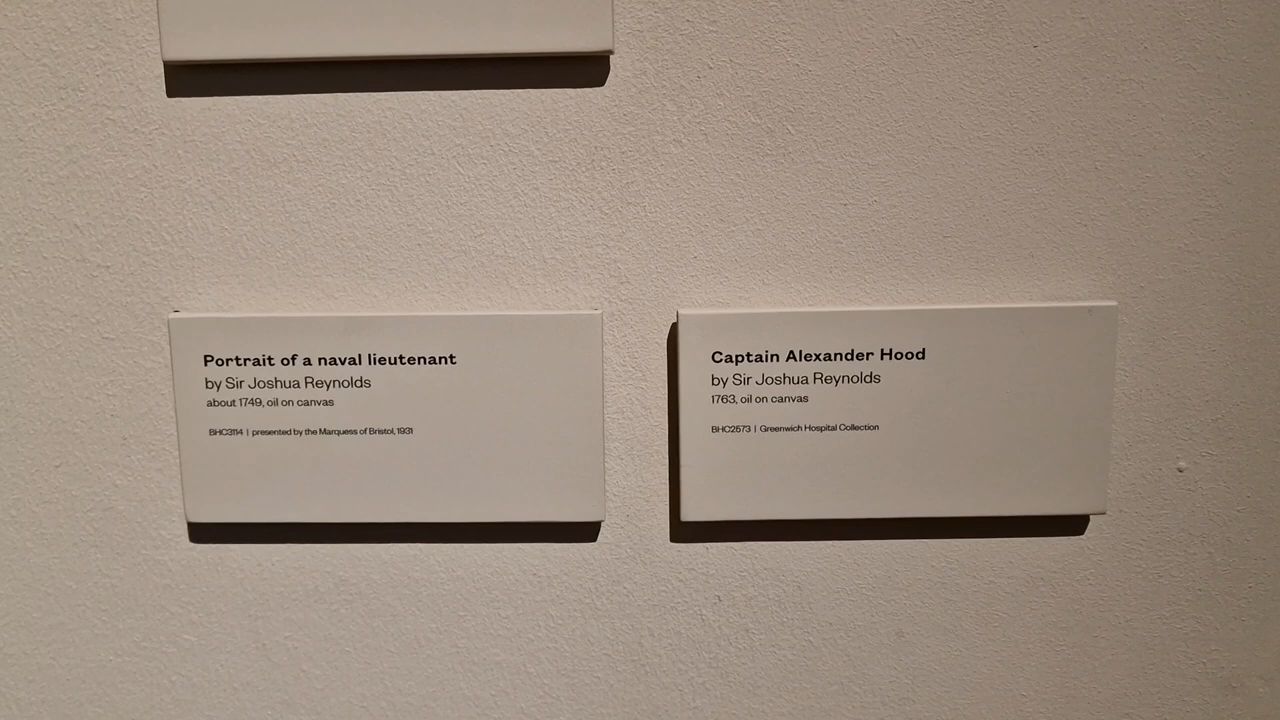 Portrait of a naval lieutenant
by Sir Joshua Reynolds
about 1749, oil on canvas
BHC3114 | presented by the Marquess of Bristol, 1931
Captain Alexander Hood
by Sir Joshua Reynolds
1763, oil on canvas
BHC2573 | Greenwich Hospital Collection